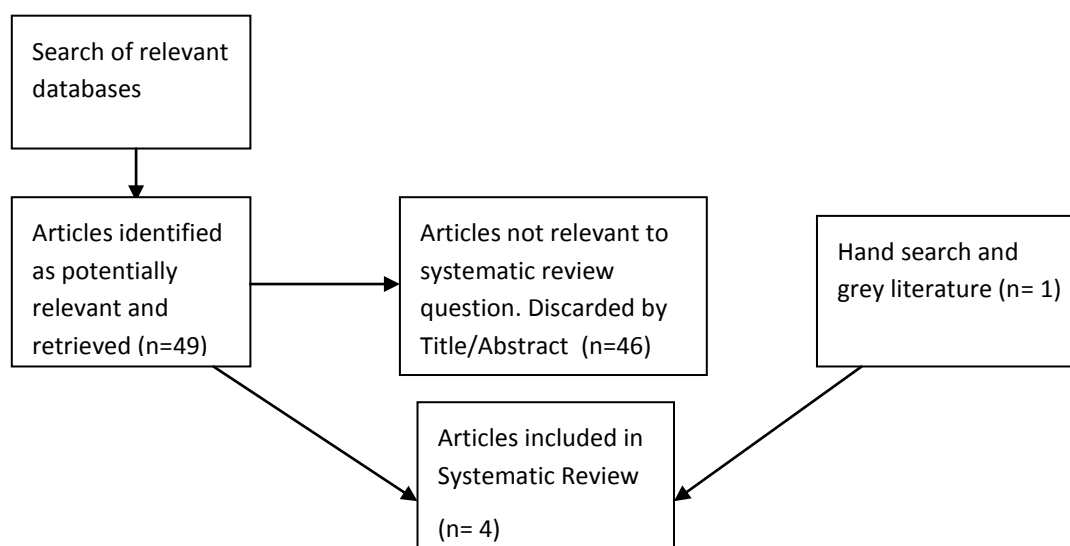 Search of relevant
databases
Articles identified
as potentially
relevant and
retrieved (n=49)
Articles not relevant to
systematic review
question. Discarded by
Title/Abstract  (n=46)
Hand search and
grey literature (n= 1)
Articles included in
Systematic Review
(n= 4)